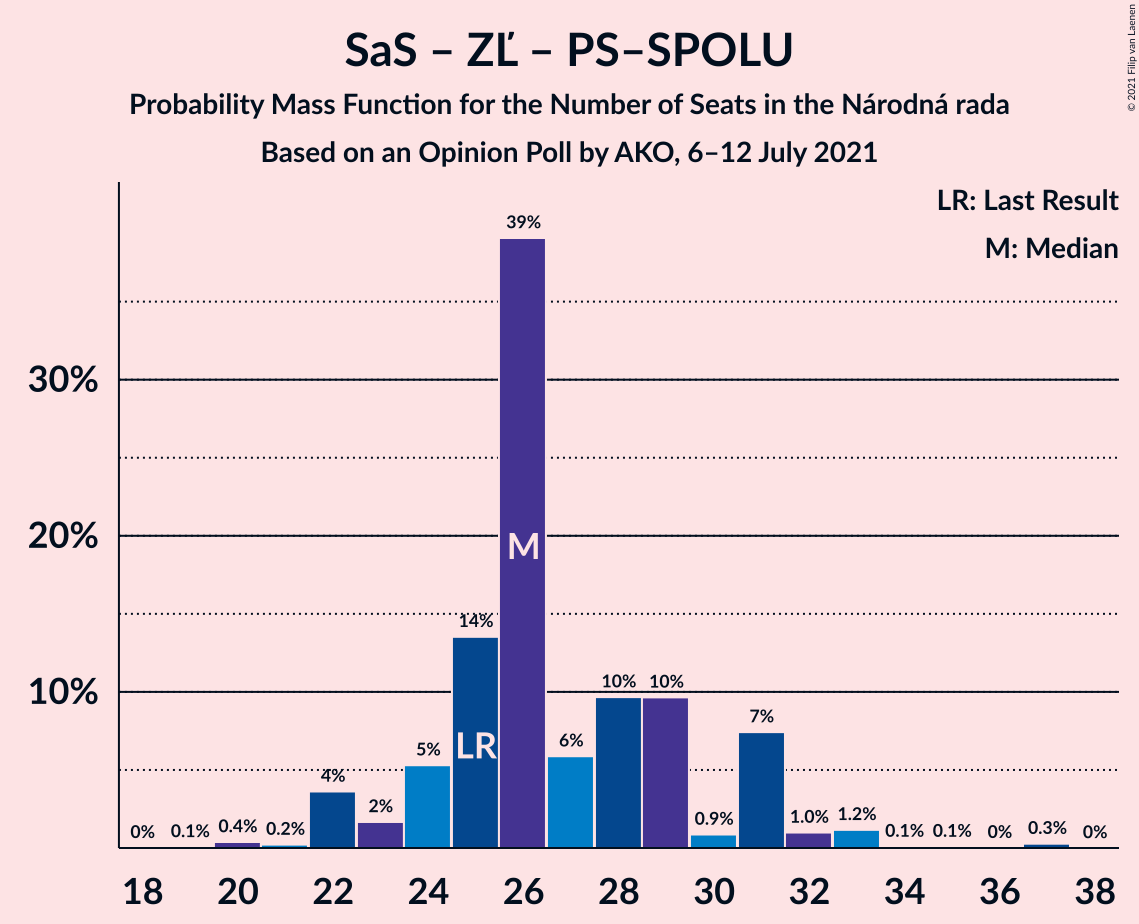 SaS – ZĽ – PS–SPOLU
Probability Mass Function for the Number of Seats in the Národná rada
Based on an Opinion Poll by AKO, 6–12 July 2021
© 2021 Filip van Laenen
LR: Last Result
M: Median
30%
20%
10%
0%
0.1%
0.4%
0.2%
4%
2%
5%
14%
39%
6%
10%
10%
0.9%
7%
1.0%
1.2%
0.1%
0.1%
0%
0.3%
0%
LR
M
18 20 22 24 26 28 30 32 34 36 38